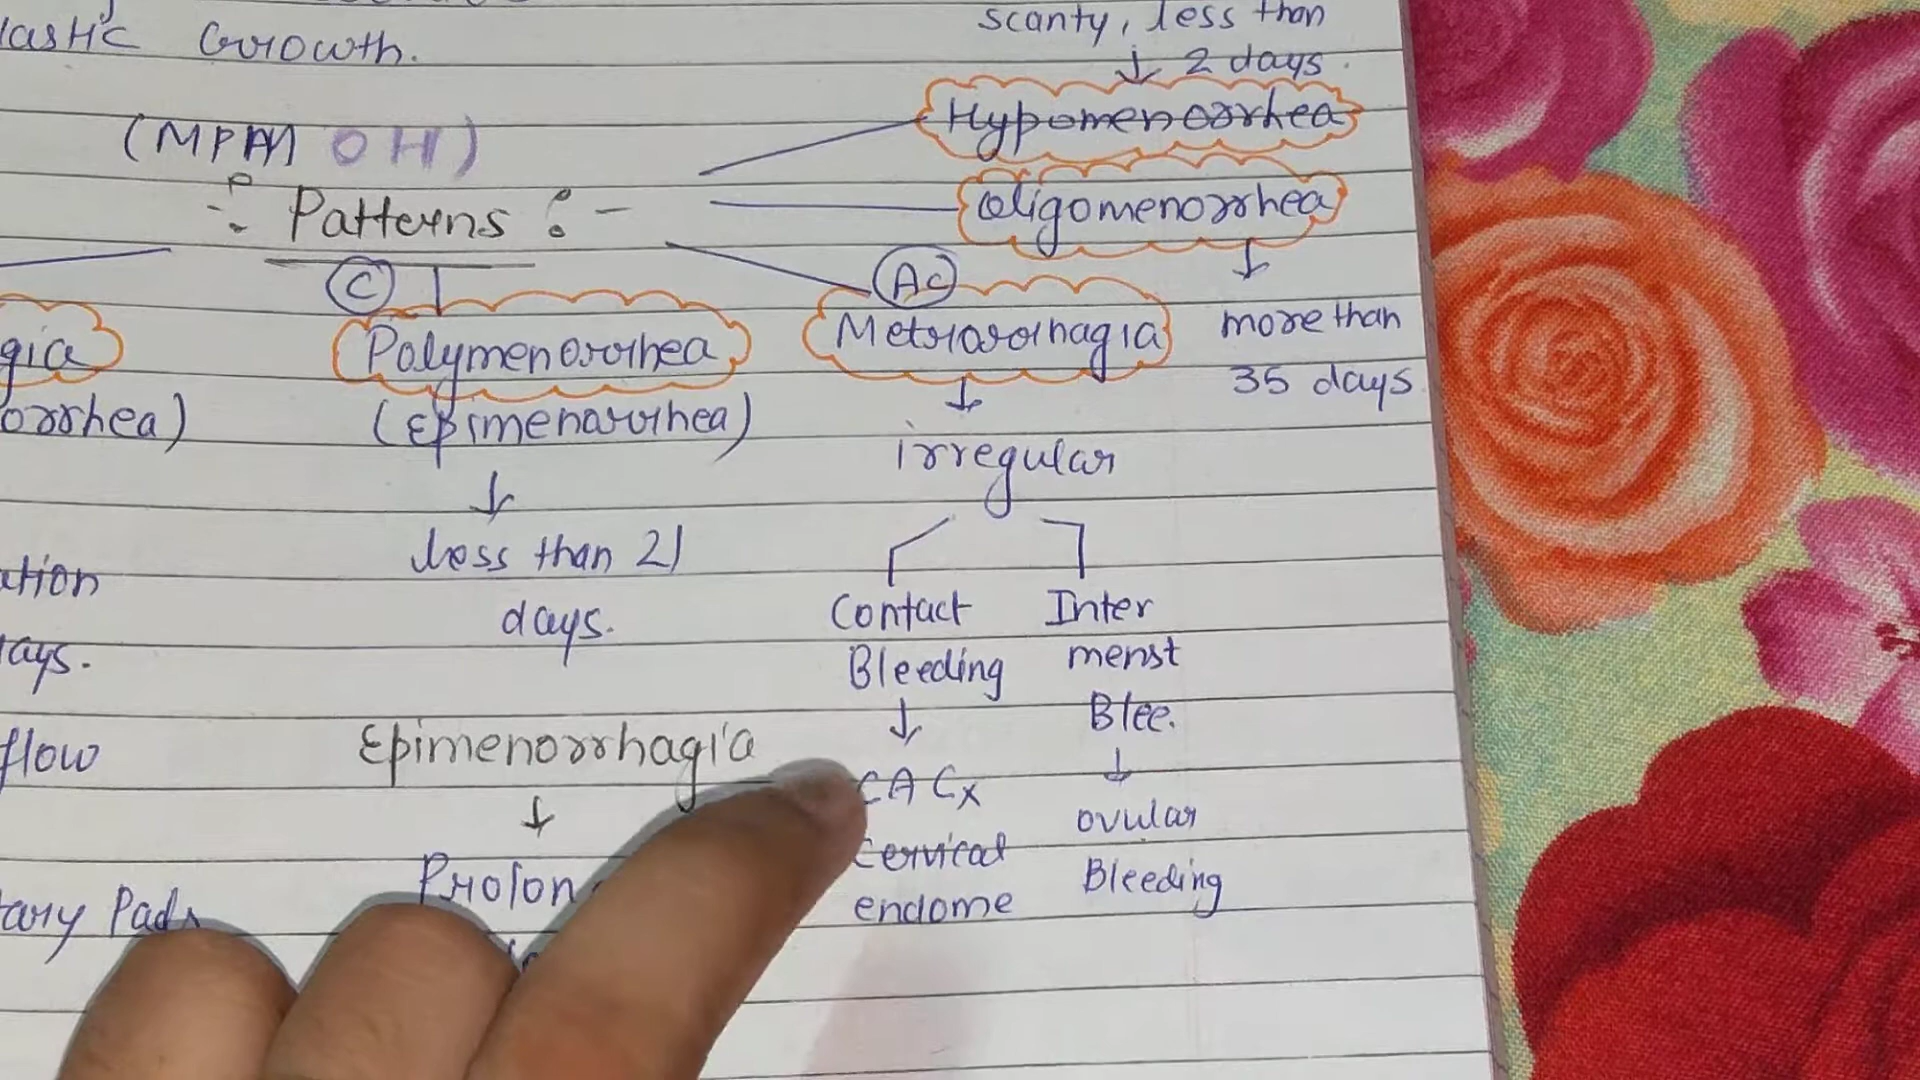 lastic Growth.
scanty, less than
↓ 2 days.
Hypomenorrhea
(MPM OH)
Oligomenorrhea
÷ Patterns :-
↓
more than
35 days
C
AC
gia
orrhea)
Polymenorrhea
(Epimenorrhea)
↓
less than 21
days.
Metrorrhagia
↓
irregular
Contact
Bleeding
↓
CA Cx
cervical
endome
Inter
menst
Blee.
↓
ovular
Bleeding
ation
ays.
flow
tary Pads
Epimenorrhagia
↓
Prolon